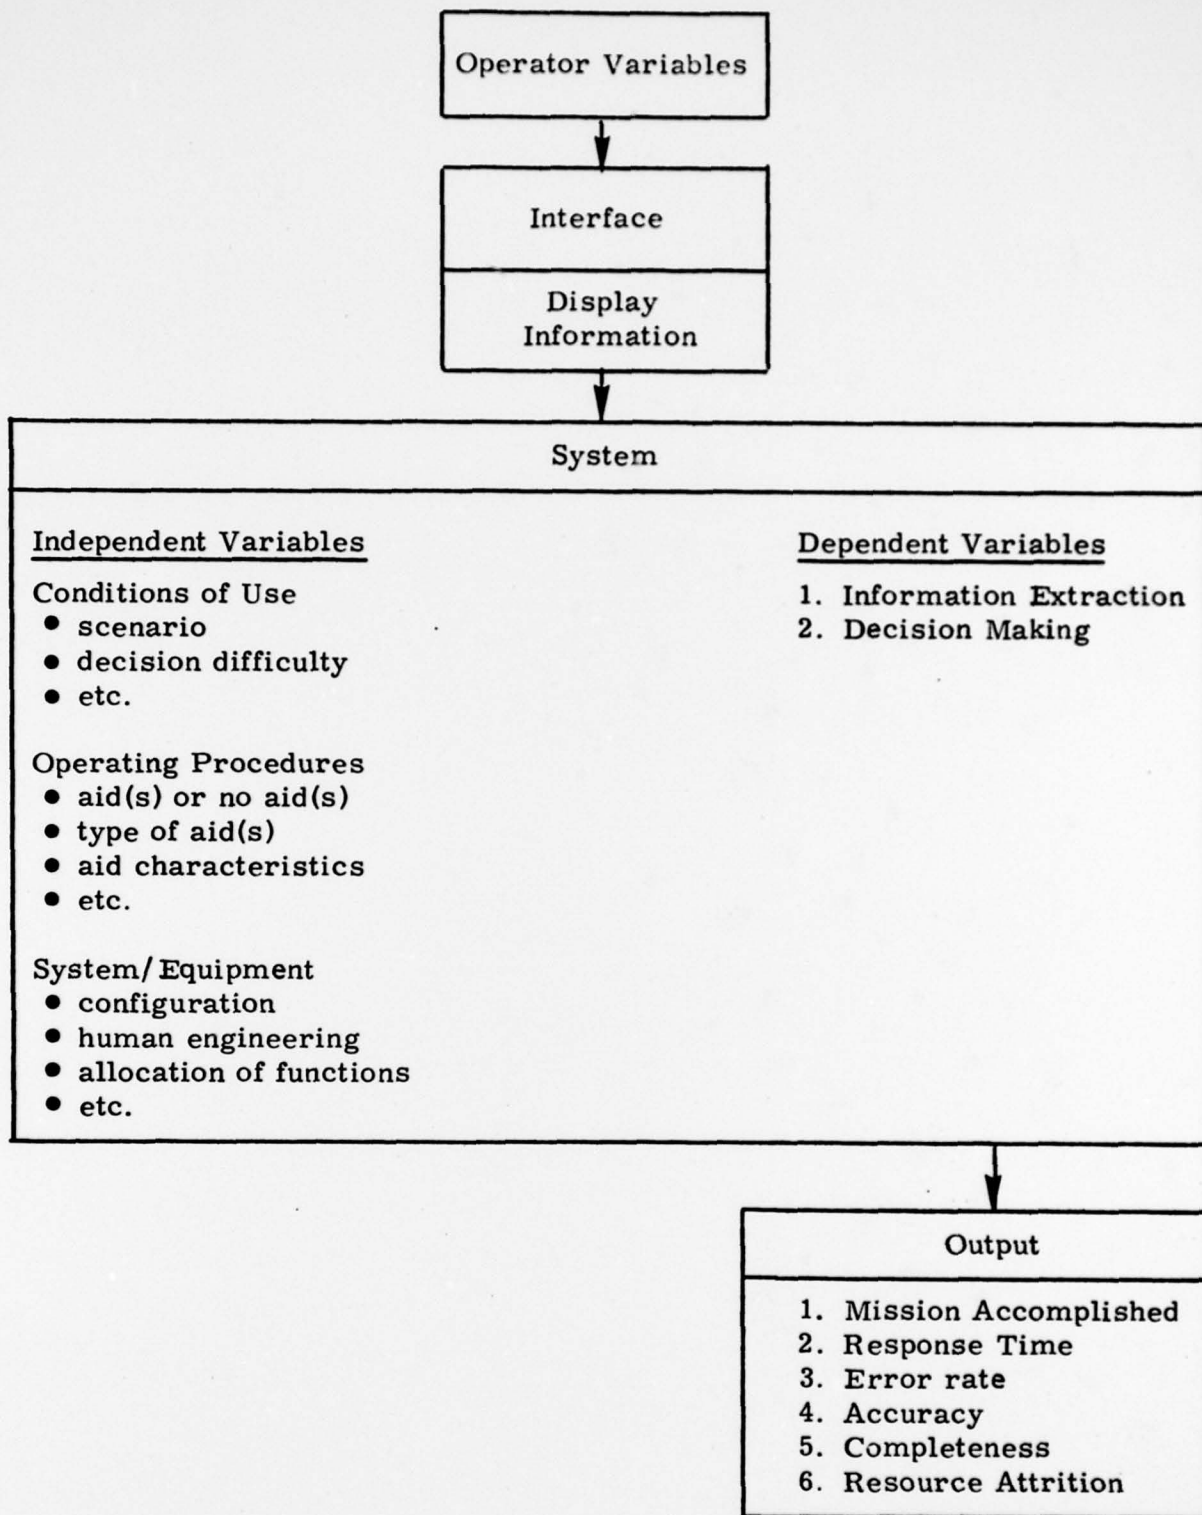 Operator Variables
Interface
Display
Information
System
Independent Variables
Conditions of Use
• scenario
• decision difficulty
• etc.
Operating Procedures
• aid(s) or no aid(s)
• type of aid(s)
• aid characteristics
• etc.
System/Equipment
• configuration
• human engineering
• allocation of functions
• etc.
Dependent Variables
1. Information Extraction
2. Decision Making
Output
1. Mission Accomplished
2. Response Time
3. Error rate
4. Accuracy
5. Completeness
6. Resource Attrition